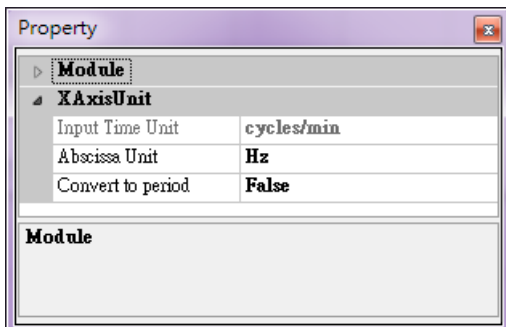 Property
Module
XAxisUnit
Input Time Unit cycles/min
Abscissa Unit Hz
Convert to period False
Module